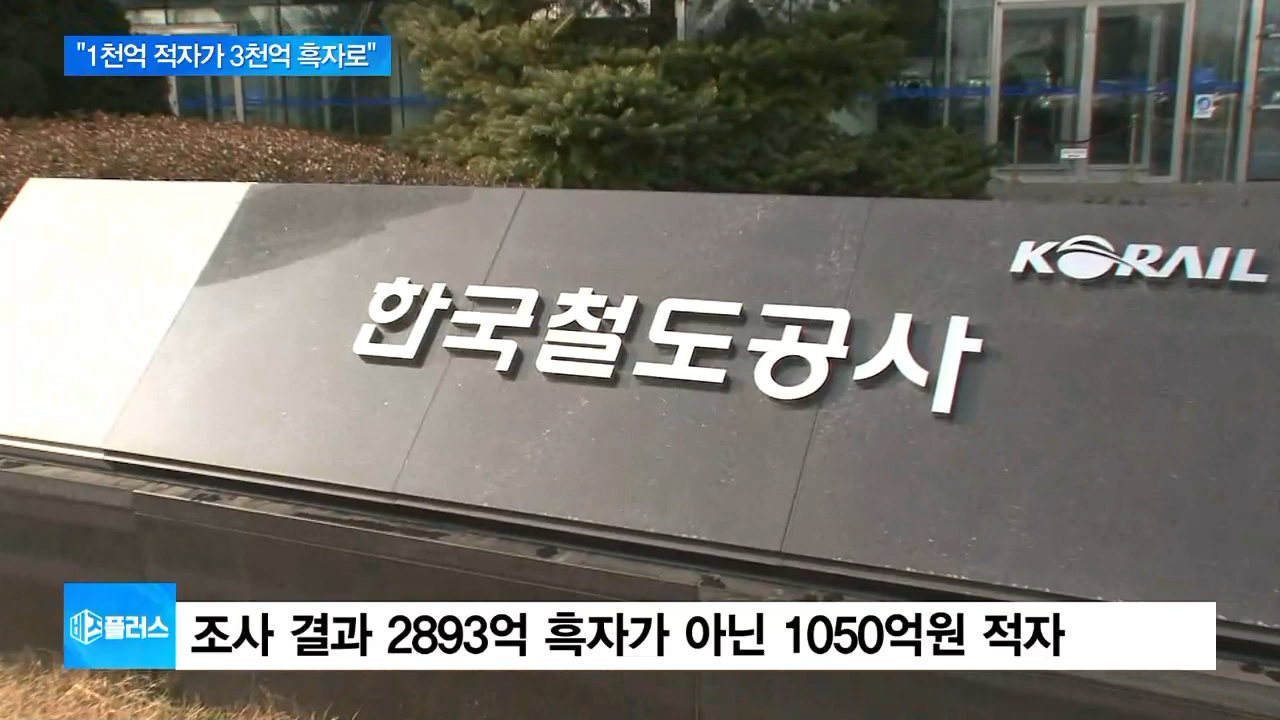 "1천억 적자가 3천억 흑자로"
KORAIL
한국철도공사
비즈플러스
조사 결과 2893억 흑자가 아닌 1050억원 적자